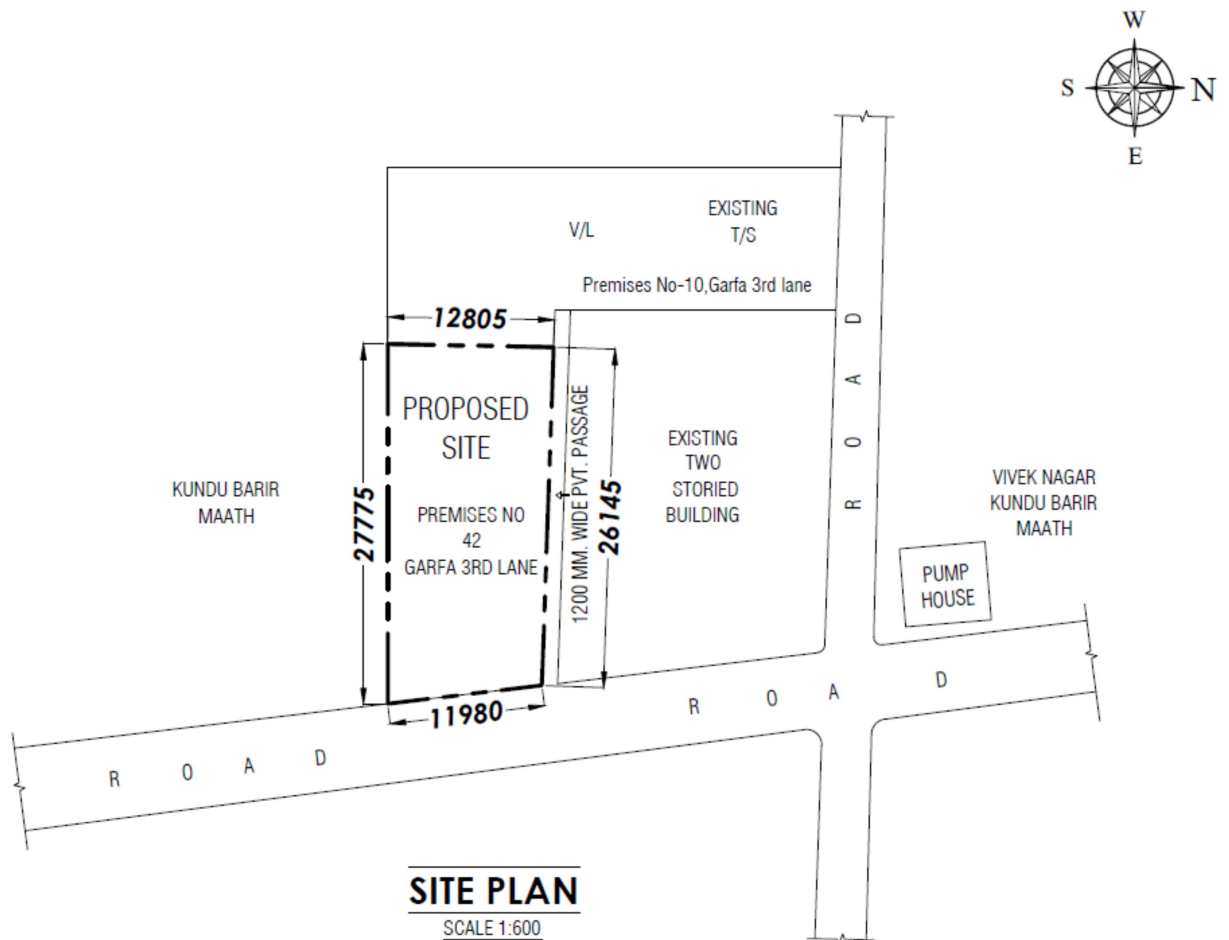 W
S
N
E
EXISTING
T/S
V/L
Premises No-10,Garfa 3rd lane
12805
PROPOSED
SITE
PREMISES NO
42
GARFA 3RD LANE
27775
1200 MM. WIDE PVT. PASSAGE
26145
EXISTING
TWO
STORIED
BUILDING
KUNDU BARIR
MAATH
ROAD
VIVEK NAGAR
KUNDU BARIR
MAATH
PUMP
HOUSE
11980
ROAD
ROAD
SITE PLAN
SCALE 1:600